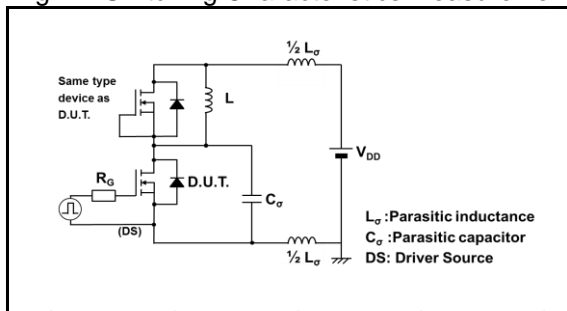 ½ Lσ
Same type
device as
D.U.T.
L
VDD
RG
D.U.T.
Cσ
(DS)
Lσ :Parasitic inductance
Cσ :Parasitic capacitor
DS: Driver Source
½ Lσ